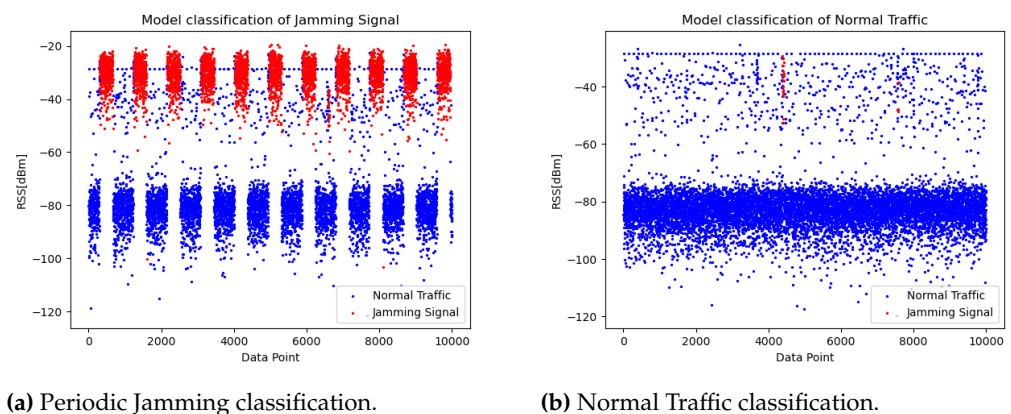 Model classification of Jamming Signal
−20
−40
−60
−80
−100
−120
RSS[dBm]
0
2000
4000
6000
8000
10000
Data Point
Normal Traffic
Jamming Signal
Model classification of Normal Traffic
−40
−60
−80
−100
−120
RSS[dBm]
0
2000
4000
6000
8000
10000
Data Point
Normal Traffic
Jamming Signal
(a) Periodic Jamming classification.
(b) Normal Traffic classification.